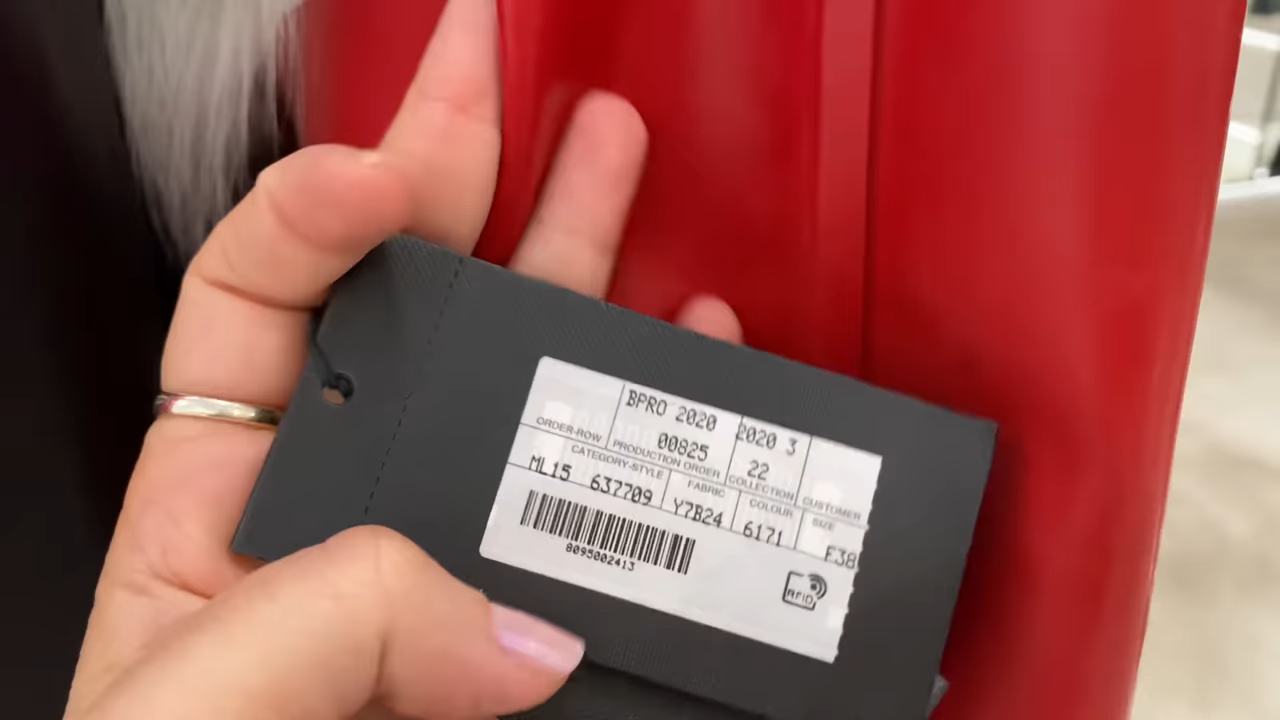 BPRO 2020 2020 3
00825 22
ORDER-ROW PRODUCTION ORDER COLLECTION CUSTOMER
CATEGORY-STYLE FABRIC COLOUR SIZE
ML15 637709 Y7B24 6171 F38
8095002413
RFID